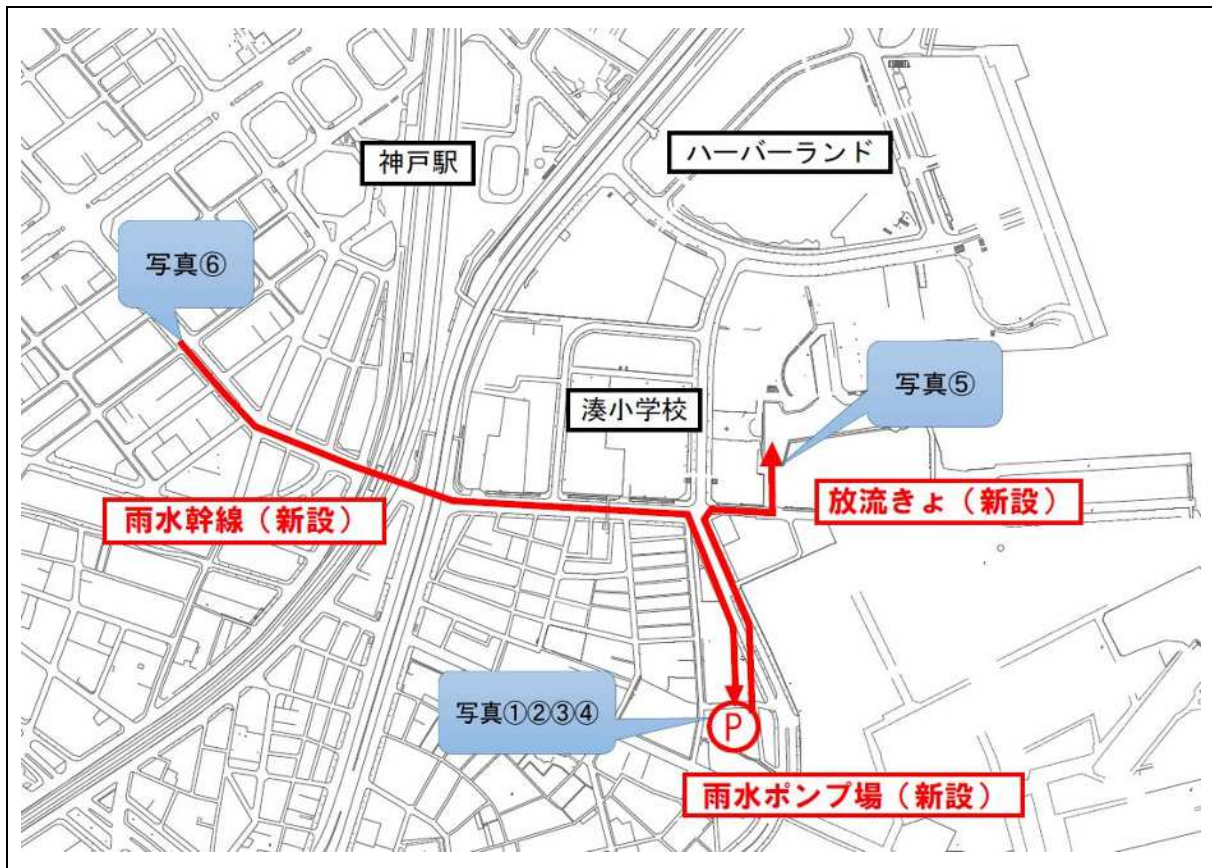 神戸駅
ハーバーランド
写真⑥
写真⑤
湊小学校
雨水幹線（新設）
放流きょ（新設）
写真①②③④
P
雨水ポンプ場（新設）